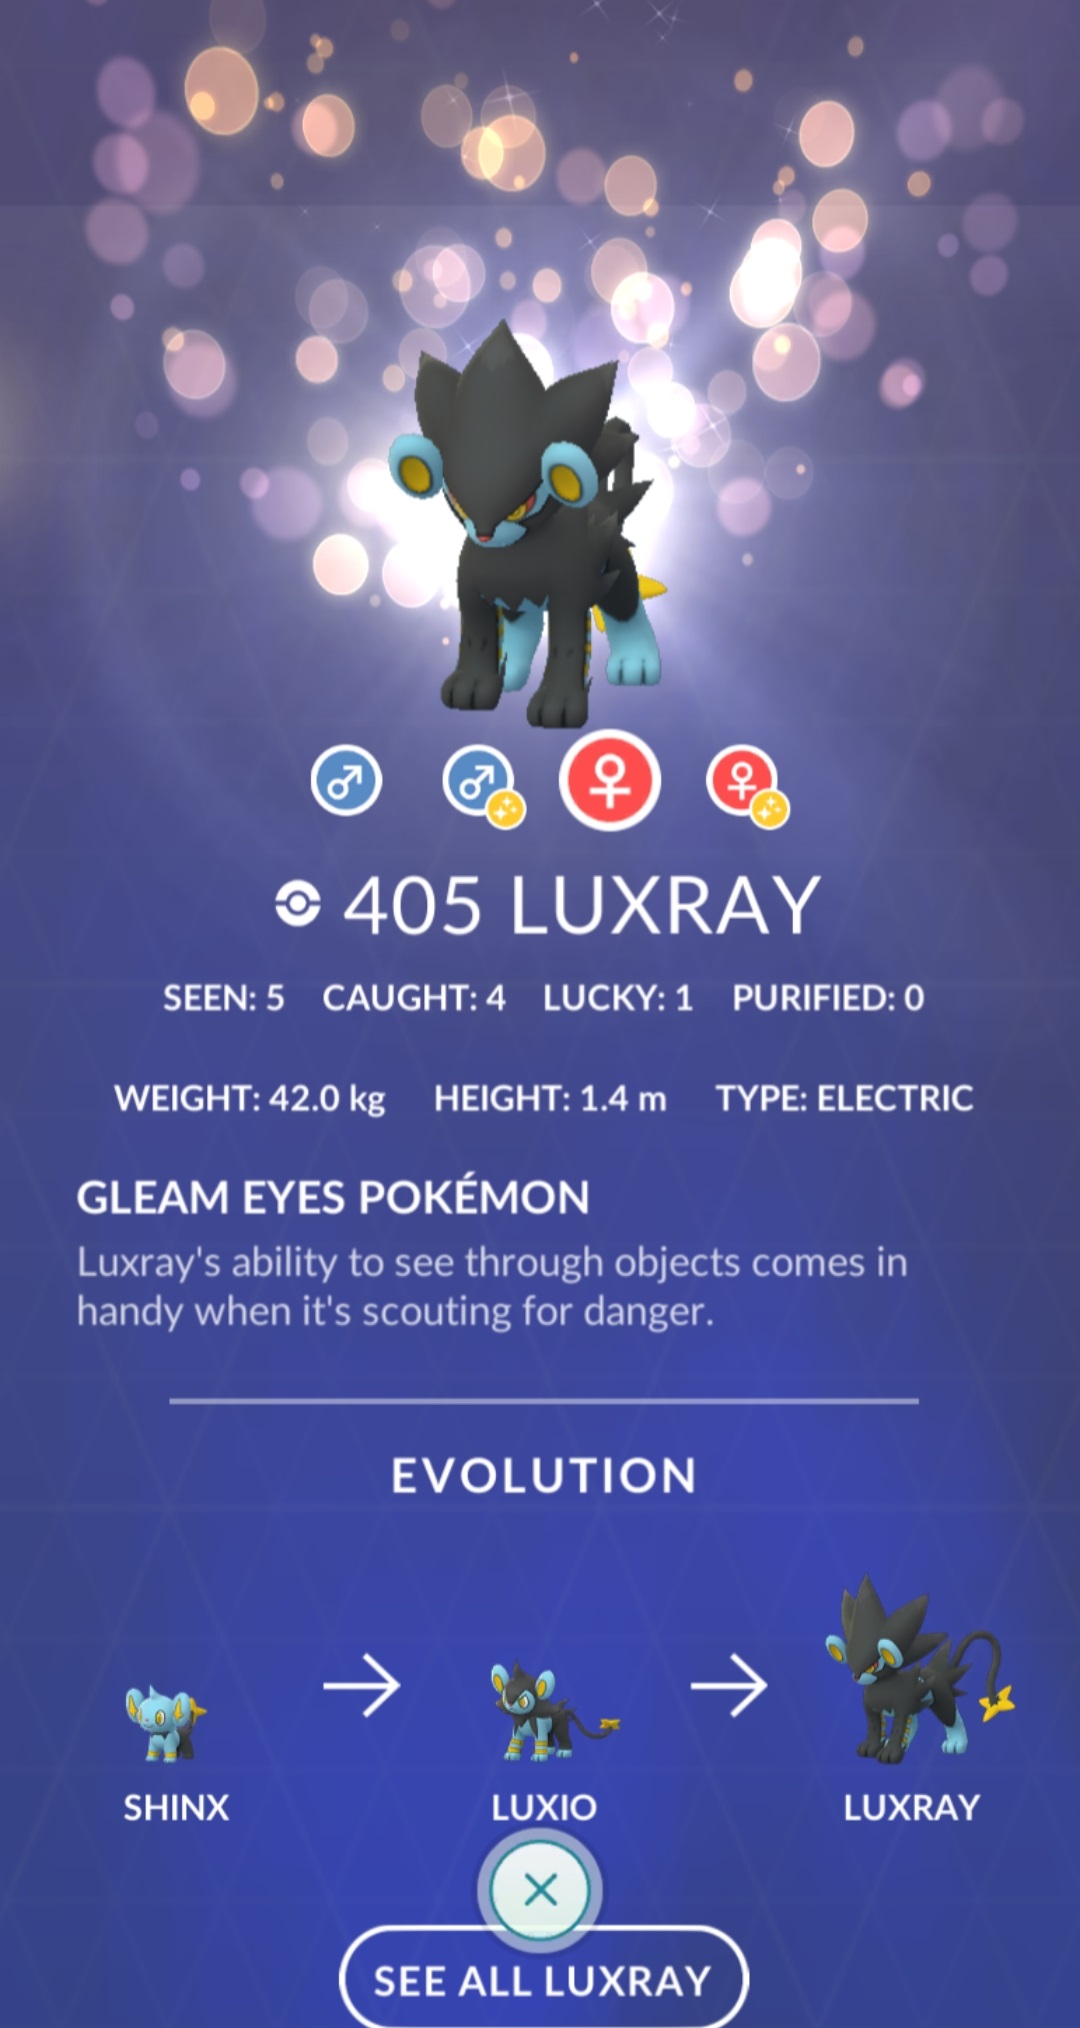 405 LUXRAY
SEEN: 5 CAUGHT: 4 LUCKY: 1 PURIFIED: 0
WEIGHT: 42.0 kg HEIGHT: 1.4 m TYPE: ELECTRIC
GLEAM EYES POKÉMON
Luxray's ability to see through objects comes in
handy when it's scouting for danger.
EVOLUTION
SHINX LUXIO LUXRAY
SEE ALL LUXRAY